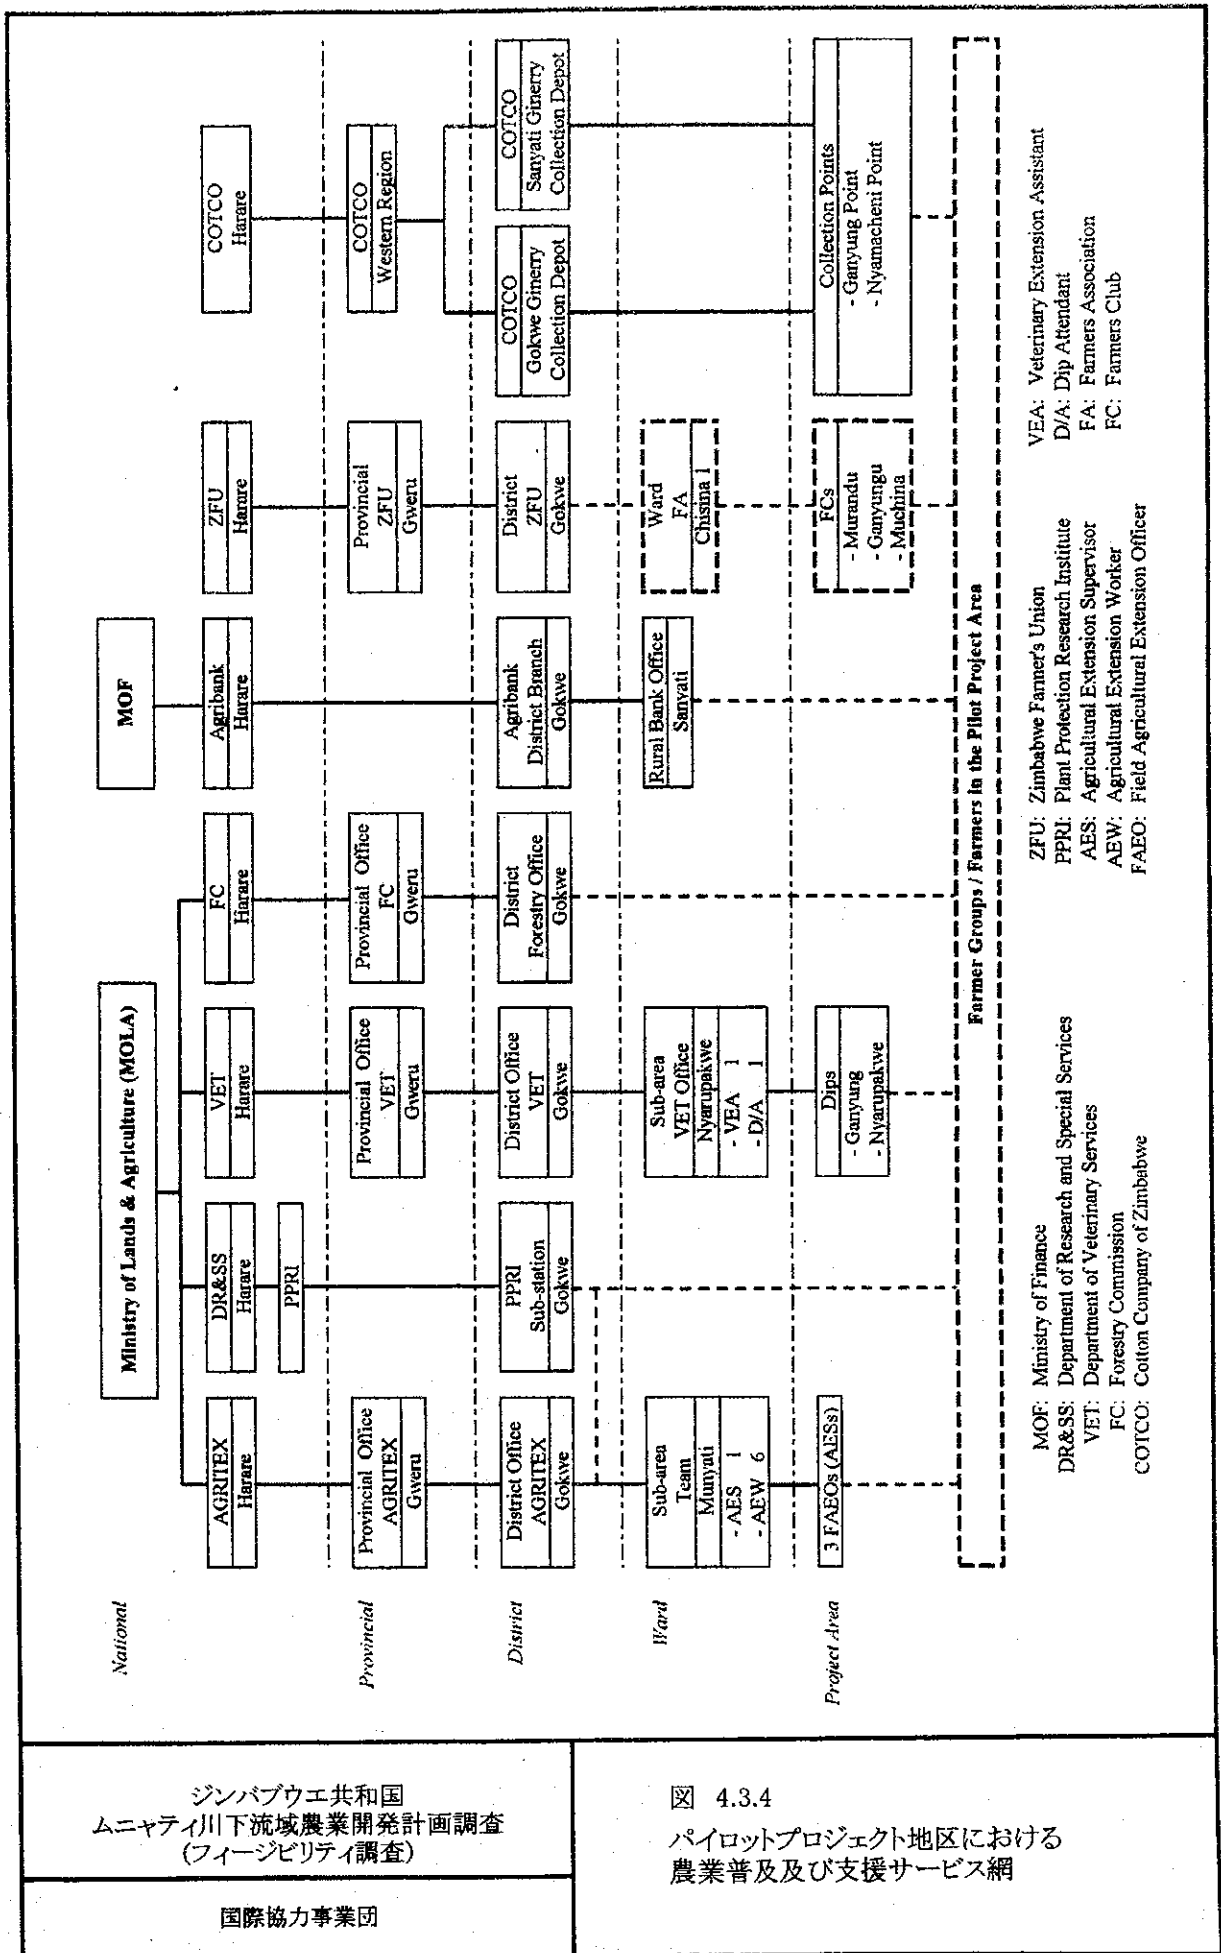 National
Ministry of Lands & Agriculture (MOLA)
MOF
AGRITEX
Harare
DR&SS
Harare
PPRI
VET
Harare
FC
Harare
Agribank
Harare
ZFU
Harare
COTCO
Harare
Provincial
Provincial Office
AGRITEX
Gweru
Provincial Office
VET
Gweru
Provincial Office
FC
Gweru
Provincial
ZFU
Gweru
COTCO
Western Region
District
District Office
AGRITEX
Gokwe
PPRI
Sub-station
Gokwe
District Office
VET
Gokwe
District
Forestry Office
Gokwe
Agribank
District Branch
Gokwe
District
ZFU
Gokwe
COTCO
Gokwe Ginerry
Collection Depot
COTCO
Sanyati Ginerry
Collection Depot
Ward
Sub-area
Team
Munyati
- AES 1
- AEW 6
Sub-area
VET Office
Nyarupakwe
- VEA 1
- D/A 1
Rural Bank Office
Sanyati
Ward
FA
Chisina 1
Project Area
3 FAEOs (AESs)
Dips
- Ganyung
- Nyarupakwe
FCs
- Murandu
- Ganyungu
- Muchina
Collection Points
- Ganyung Point
- Nyamacheni Point
Farmer Groups / Farmers in the Pilot Project Area
MOF: Ministry of Finance
DR&SS: Department of Research and Special Services
VET: Department of Veterinary Services
FC: Forestry Commission
COTCO: Cotton Company of Zimbabwe
ZFU: Zimbabwe Farmer's Union
PPRI: Plant Protection Research Institute
AES: Agricultural Extension Supervisor
AEW: Agricultural Extension Worker
FAEO: Field Agricultural Extension Officer
VEA: Veterinary Extension Assistant
D/A: Dip Attendant
FA: Farmers Association
FC: Farmers Club
ジンバブウエ共和国
ムニャティ川下流域農業開発計画調査
(フィージビリティ調査)
国際協力事業団
図 4.3.4
パイロットプロジェクト地区における
農業普及及び支援サービス網